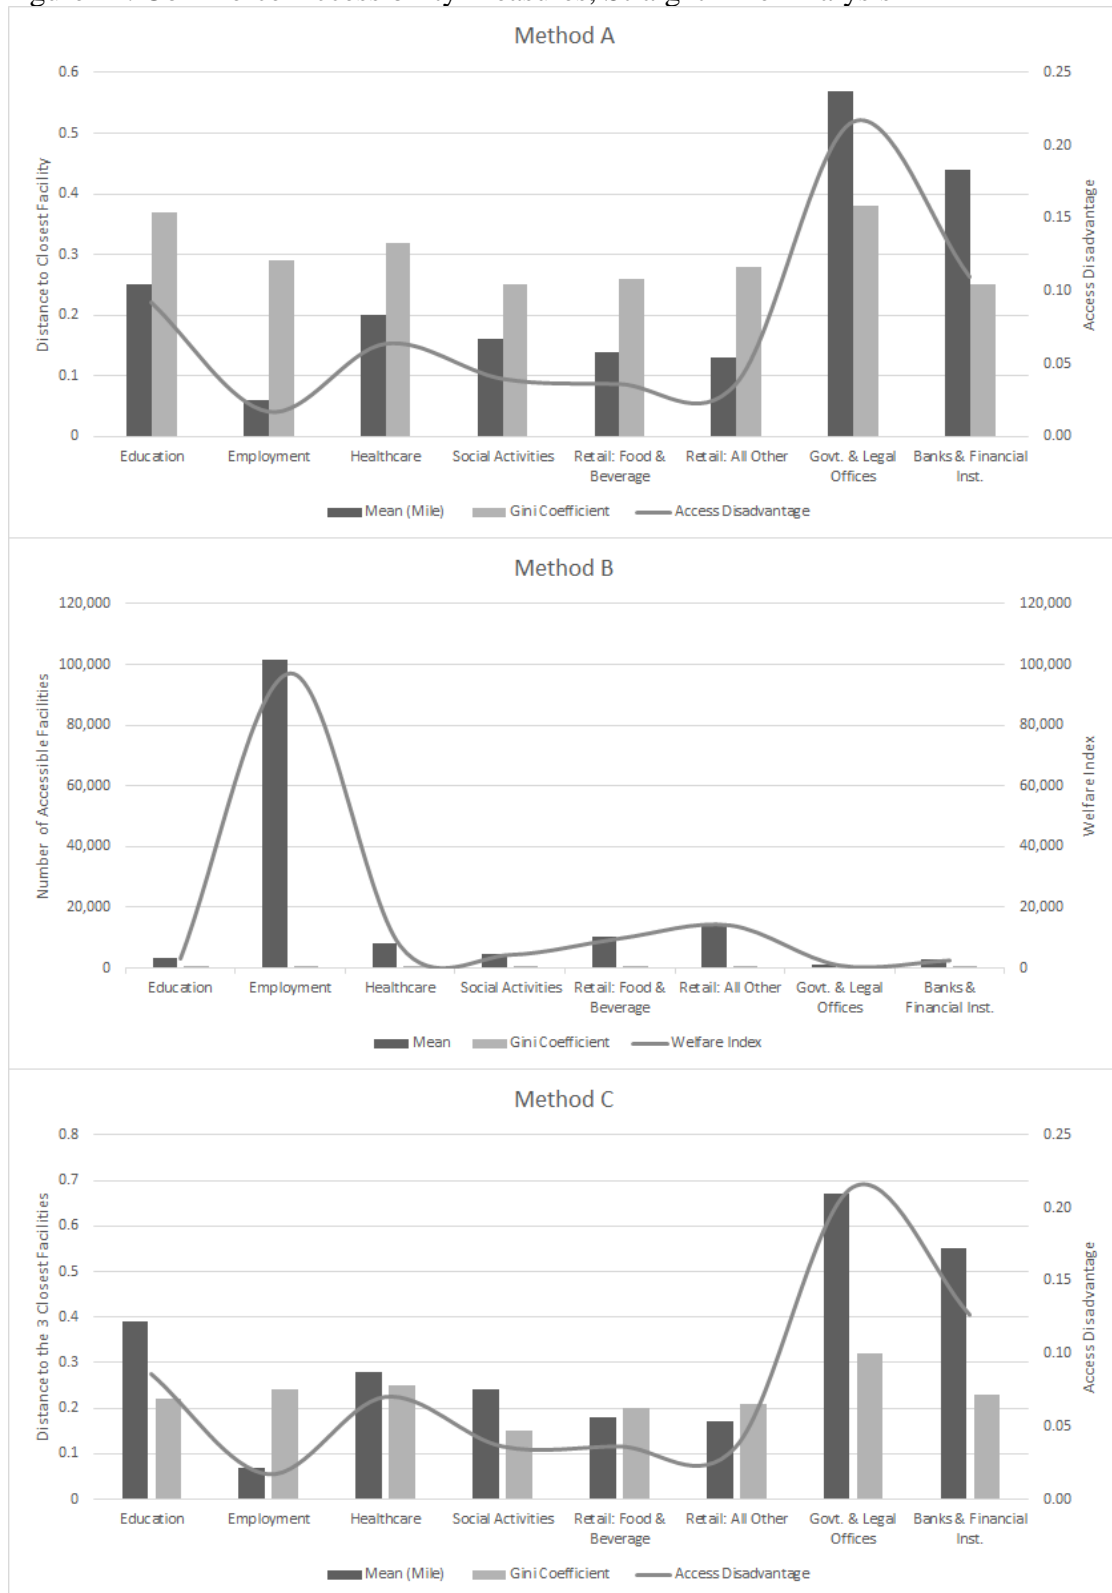 Method A
0.6
0.5
0.4
0.3
0.2
0.1
0
Distance to Closest Facility
0.25
0.20
0.15
0.10
0.05
0.00
Access Disadvantage
Education
Employment
Healthcare
Social Activities
Retail: Food &
Beverage
Retail: All Other
Govt. & Legal
Offices
Banks & Financial
Inst.
Mean (Mile)
Gini Coefficient
Access Disadvantage
Method B
120,000
100,000
80,000
60,000
40,000
20,000
0
Number of Accessible Facilities
120,000
100,000
80,000
60,000
40,000
20,000
0
Welfare Index
Education
Employment
Healthcare
Social Activities
Retail: Food &
Beverage
Retail: All Other
Govt. & Legal
Offices
Banks &
Financial Inst.
Mean
Gini Coefficient
Welfare Index
Method C
0.8
0.7
0.6
0.5
0.4
0.3
0.2
0.1
0
Distance to the 3 Closest Facilities
0.25
0.20
0.15
0.10
0.05
0.00
Access Disadvantage
Education
Employment
Healthcare
Social Activities
Retail: Food &
Beverage
Retail: All Other
Govt. & Legal
Offices
Banks & Financial
Inst.
Mean (Mile)
Gini Coefficient
Access Disadvantage